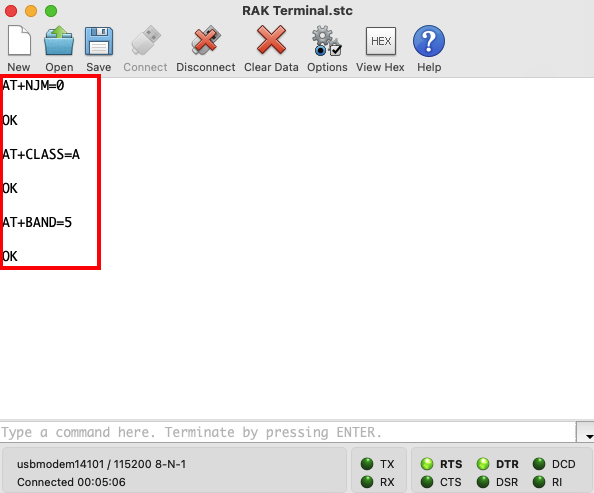 RAK Terminal.stc
New Open Save Connect Disconnect Clear Data Options HEX View Hex ? Help
AT+NJM=0
OK
AT+CLASS=A
OK
AT+BAND=5
OK
Type a command here. Terminate by pressing ENTER.
usbmodem14101 / 115200 8-N-1
Connected 00:05:06
TX
RX
RTS DTR DCD
CTS DSR RI